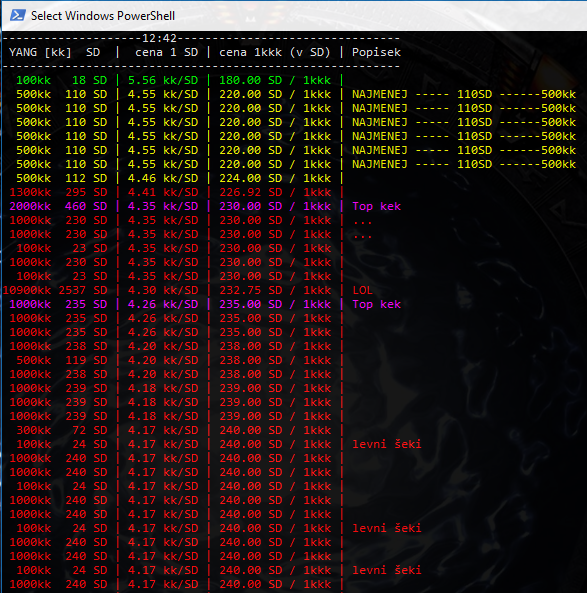 Select Windows PowerShell
--------------------12:42--------------------------------
YANG [kk] SD | cena 1 SD | cena 1kkk (v SD) | Popisek
---------------------------------------------------------
100kk 18 SD | 5.56 kk/SD | 180.00 SD / 1kkk |
500kk 110 SD | 4.55 kk/SD | 220.00 SD / 1kkk | NAJMENEJ ----- 110SD ------500kk
500kk 110 SD | 4.55 kk/SD | 220.00 SD / 1kkk | NAJMENEJ ----- 110SD ------500kk
500kk 110 SD | 4.55 kk/SD | 220.00 SD / 1kkk | NAJMENEJ ----- 110SD ------500kk
500kk 110 SD | 4.55 kk/SD | 220.00 SD / 1kkk | NAJMENEJ ----- 110SD ------500kk
500kk 110 SD | 4.55 kk/SD | 220.00 SD / 1kkk | NAJMENEJ ----- 110SD ------500kk
500kk 110 SD | 4.55 kk/SD | 220.00 SD / 1kkk | NAJMENEJ ----- 110SD ------500kk
500kk 112 SD | 4.46 kk/SD | 224.00 SD / 1kkk |
1300kk 295 SD | 4.41 kk/SD | 226.92 SD / 1kkk |
2000kk 460 SD | 4.35 kk/SD | 230.00 SD / 1kkk | Top kek
1000kk 230 SD | 4.35 kk/SD | 230.00 SD / 1kkk | ...
1000kk 230 SD | 4.35 kk/SD | 230.00 SD / 1kkk | ...
100kk 23 SD | 4.35 kk/SD | 230.00 SD / 1kkk |
1000kk 230 SD | 4.35 kk/SD | 230.00 SD / 1kkk |
100kk 23 SD | 4.35 kk/SD | 230.00 SD / 1kkk |
10900kk 2537 SD | 4.30 kk/SD | 232.75 SD / 1kkk | LOL
1000kk 235 SD | 4.26 kk/SD | 235.00 SD / 1kkk | Top kek
1000kk 235 SD | 4.26 kk/SD | 235.00 SD / 1kkk |
1000kk 235 SD | 4.26 kk/SD | 235.00 SD / 1kkk |
1000kk 238 SD | 4.20 kk/SD | 238.00 SD / 1kkk |
500kk 119 SD | 4.20 kk/SD | 238.00 SD / 1kkk |
1000kk 238 SD | 4.20 kk/SD | 238.00 SD / 1kkk |
1000kk 239 SD | 4.18 kk/SD | 239.00 SD / 1kkk |
1000kk 239 SD | 4.18 kk/SD | 239.00 SD / 1kkk |
1000kk 239 SD | 4.18 kk/SD | 239.00 SD / 1kkk |
300kk 72 SD | 4.17 kk/SD | 240.00 SD / 1kkk |
100kk 24 SD | 4.17 kk/SD | 240.00 SD / 1kkk | levni šeki
1000kk 240 SD | 4.17 kk/SD | 240.00 SD / 1kkk |
1000kk 240 SD | 4.17 kk/SD | 240.00 SD / 1kkk |
100kk 24 SD | 4.17 kk/SD | 240.00 SD / 1kkk |
1000kk 240 SD | 4.17 kk/SD | 240.00 SD / 1kkk |
1000kk 240 SD | 4.17 kk/SD | 240.00 SD / 1kkk |
100kk 24 SD | 4.17 kk/SD | 240.00 SD / 1kkk | levni šeki
1000kk 240 SD | 4.17 kk/SD | 240.00 SD / 1kkk |
1000kk 240 SD | 4.17 kk/SD | 240.00 SD / 1kkk |
100kk 24 SD | 4.17 kk/SD | 240.00 SD / 1kkk | levni šeki
1000kk 240 SD | 4.17 kk/SD | 240.00 SD / 1kkk |